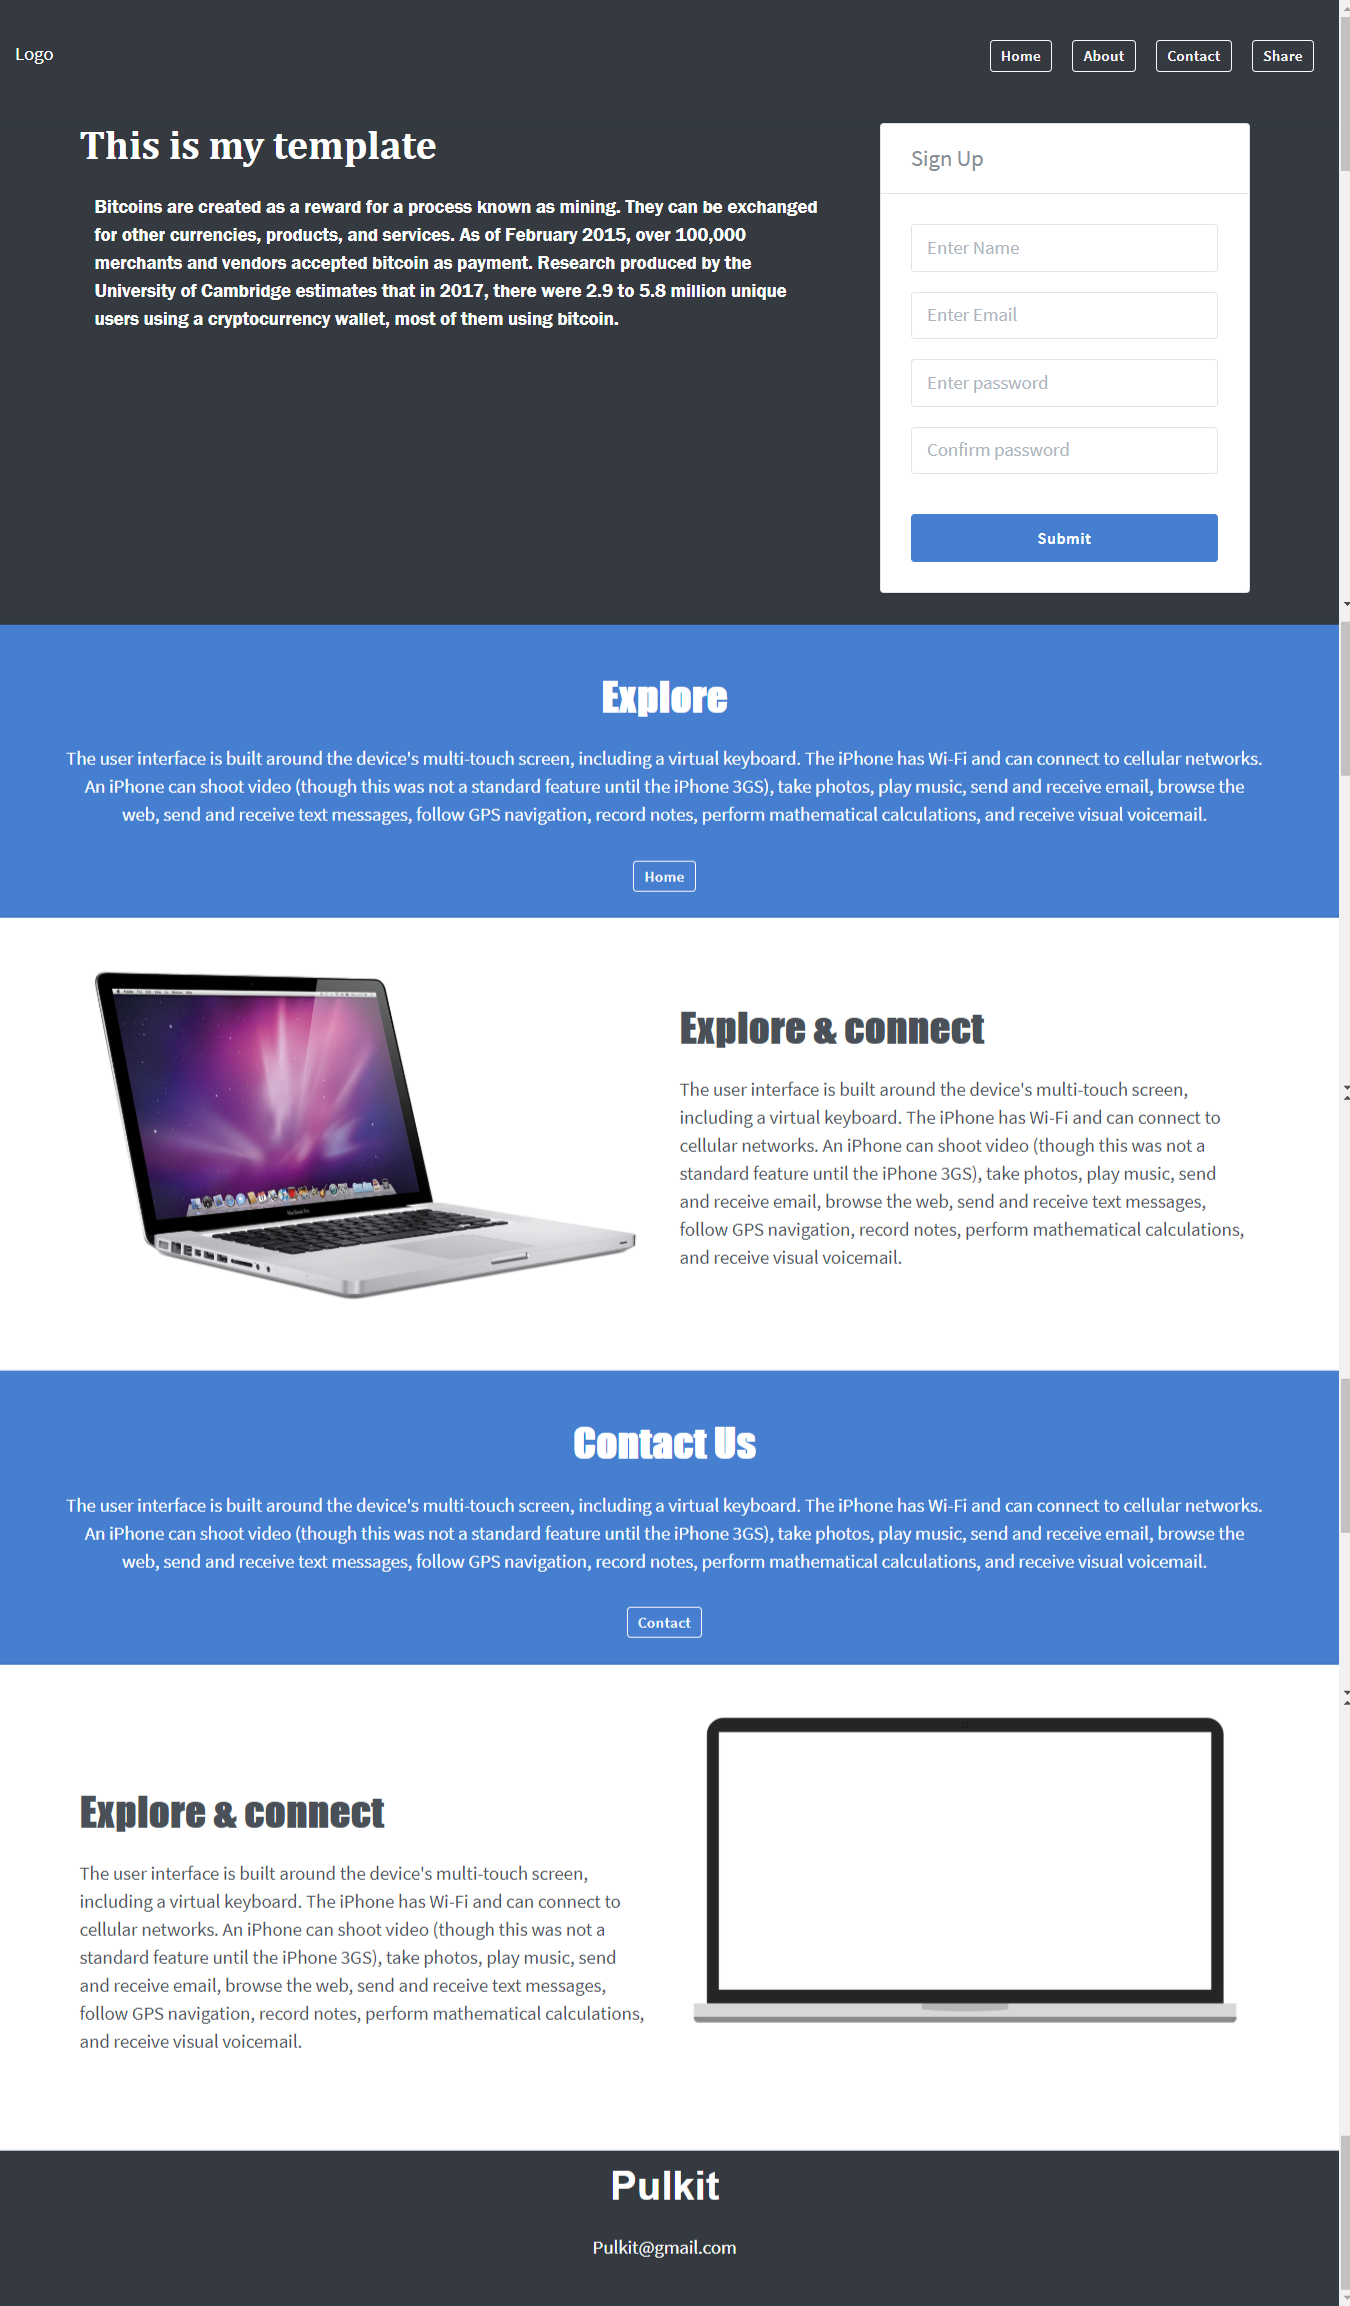 Logo
Home
About
Contact
Share
This is my template
Bitcoins are created as a reward for a process known as mining. They can be exchanged
for other currencies, products, and services. As of February 2015, over 100,000
merchants and vendors accepted bitcoin as payment. Research produced by the
University of Cambridge estimates that in 2017, there were 2.9 to 5.8 million unique
users using a cryptocurrency wallet, most of them using bitcoin.
Sign Up
Enter Name
Enter Email
Enter password
Confirm password
Submit
Explore
The user interface is built around the device's multi-touch screen, including a virtual keyboard. The iPhone has Wi-Fi and can connect to cellular networks.
An iPhone can shoot video (though this was not a standard feature until the iPhone 3GS), take photos, play music, send and receive email, browse the
web, send and receive text messages, follow GPS navigation, record notes, perform mathematical calculations, and receive visual voicemail.
Home
MacBook Pro
Explore & connect
The user interface is built around the device's multi-touch screen,
including a virtual keyboard. The iPhone has Wi-Fi and can connect to
cellular networks. An iPhone can shoot video (though this was not a
standard feature until the iPhone 3GS), take photos, play music, send
and receive email, browse the web, send and receive text messages,
follow GPS navigation, record notes, perform mathematical calculations,
and receive visual voicemail.
Contact Us
The user interface is built around the device's multi-touch screen, including a virtual keyboard. The iPhone has Wi-Fi and can connect to cellular networks.
An iPhone can shoot video (though this was not a standard feature until the iPhone 3GS), take photos, play music, send and receive email, browse the
web, send and receive text messages, follow GPS navigation, record notes, perform mathematical calculations, and receive visual voicemail.
Contact
Explore & connect
The user interface is built around the device's multi-touch screen,
including a virtual keyboard. The iPhone has Wi-Fi and can connect to
cellular networks. An iPhone can shoot video (though this was not a
standard feature until the iPhone 3GS), take photos, play music, send
and receive email, browse the web, send and receive text messages,
follow GPS navigation, record notes, perform mathematical calculations,
and receive visual voicemail.
Pulkit
Pulkit@gmail.com